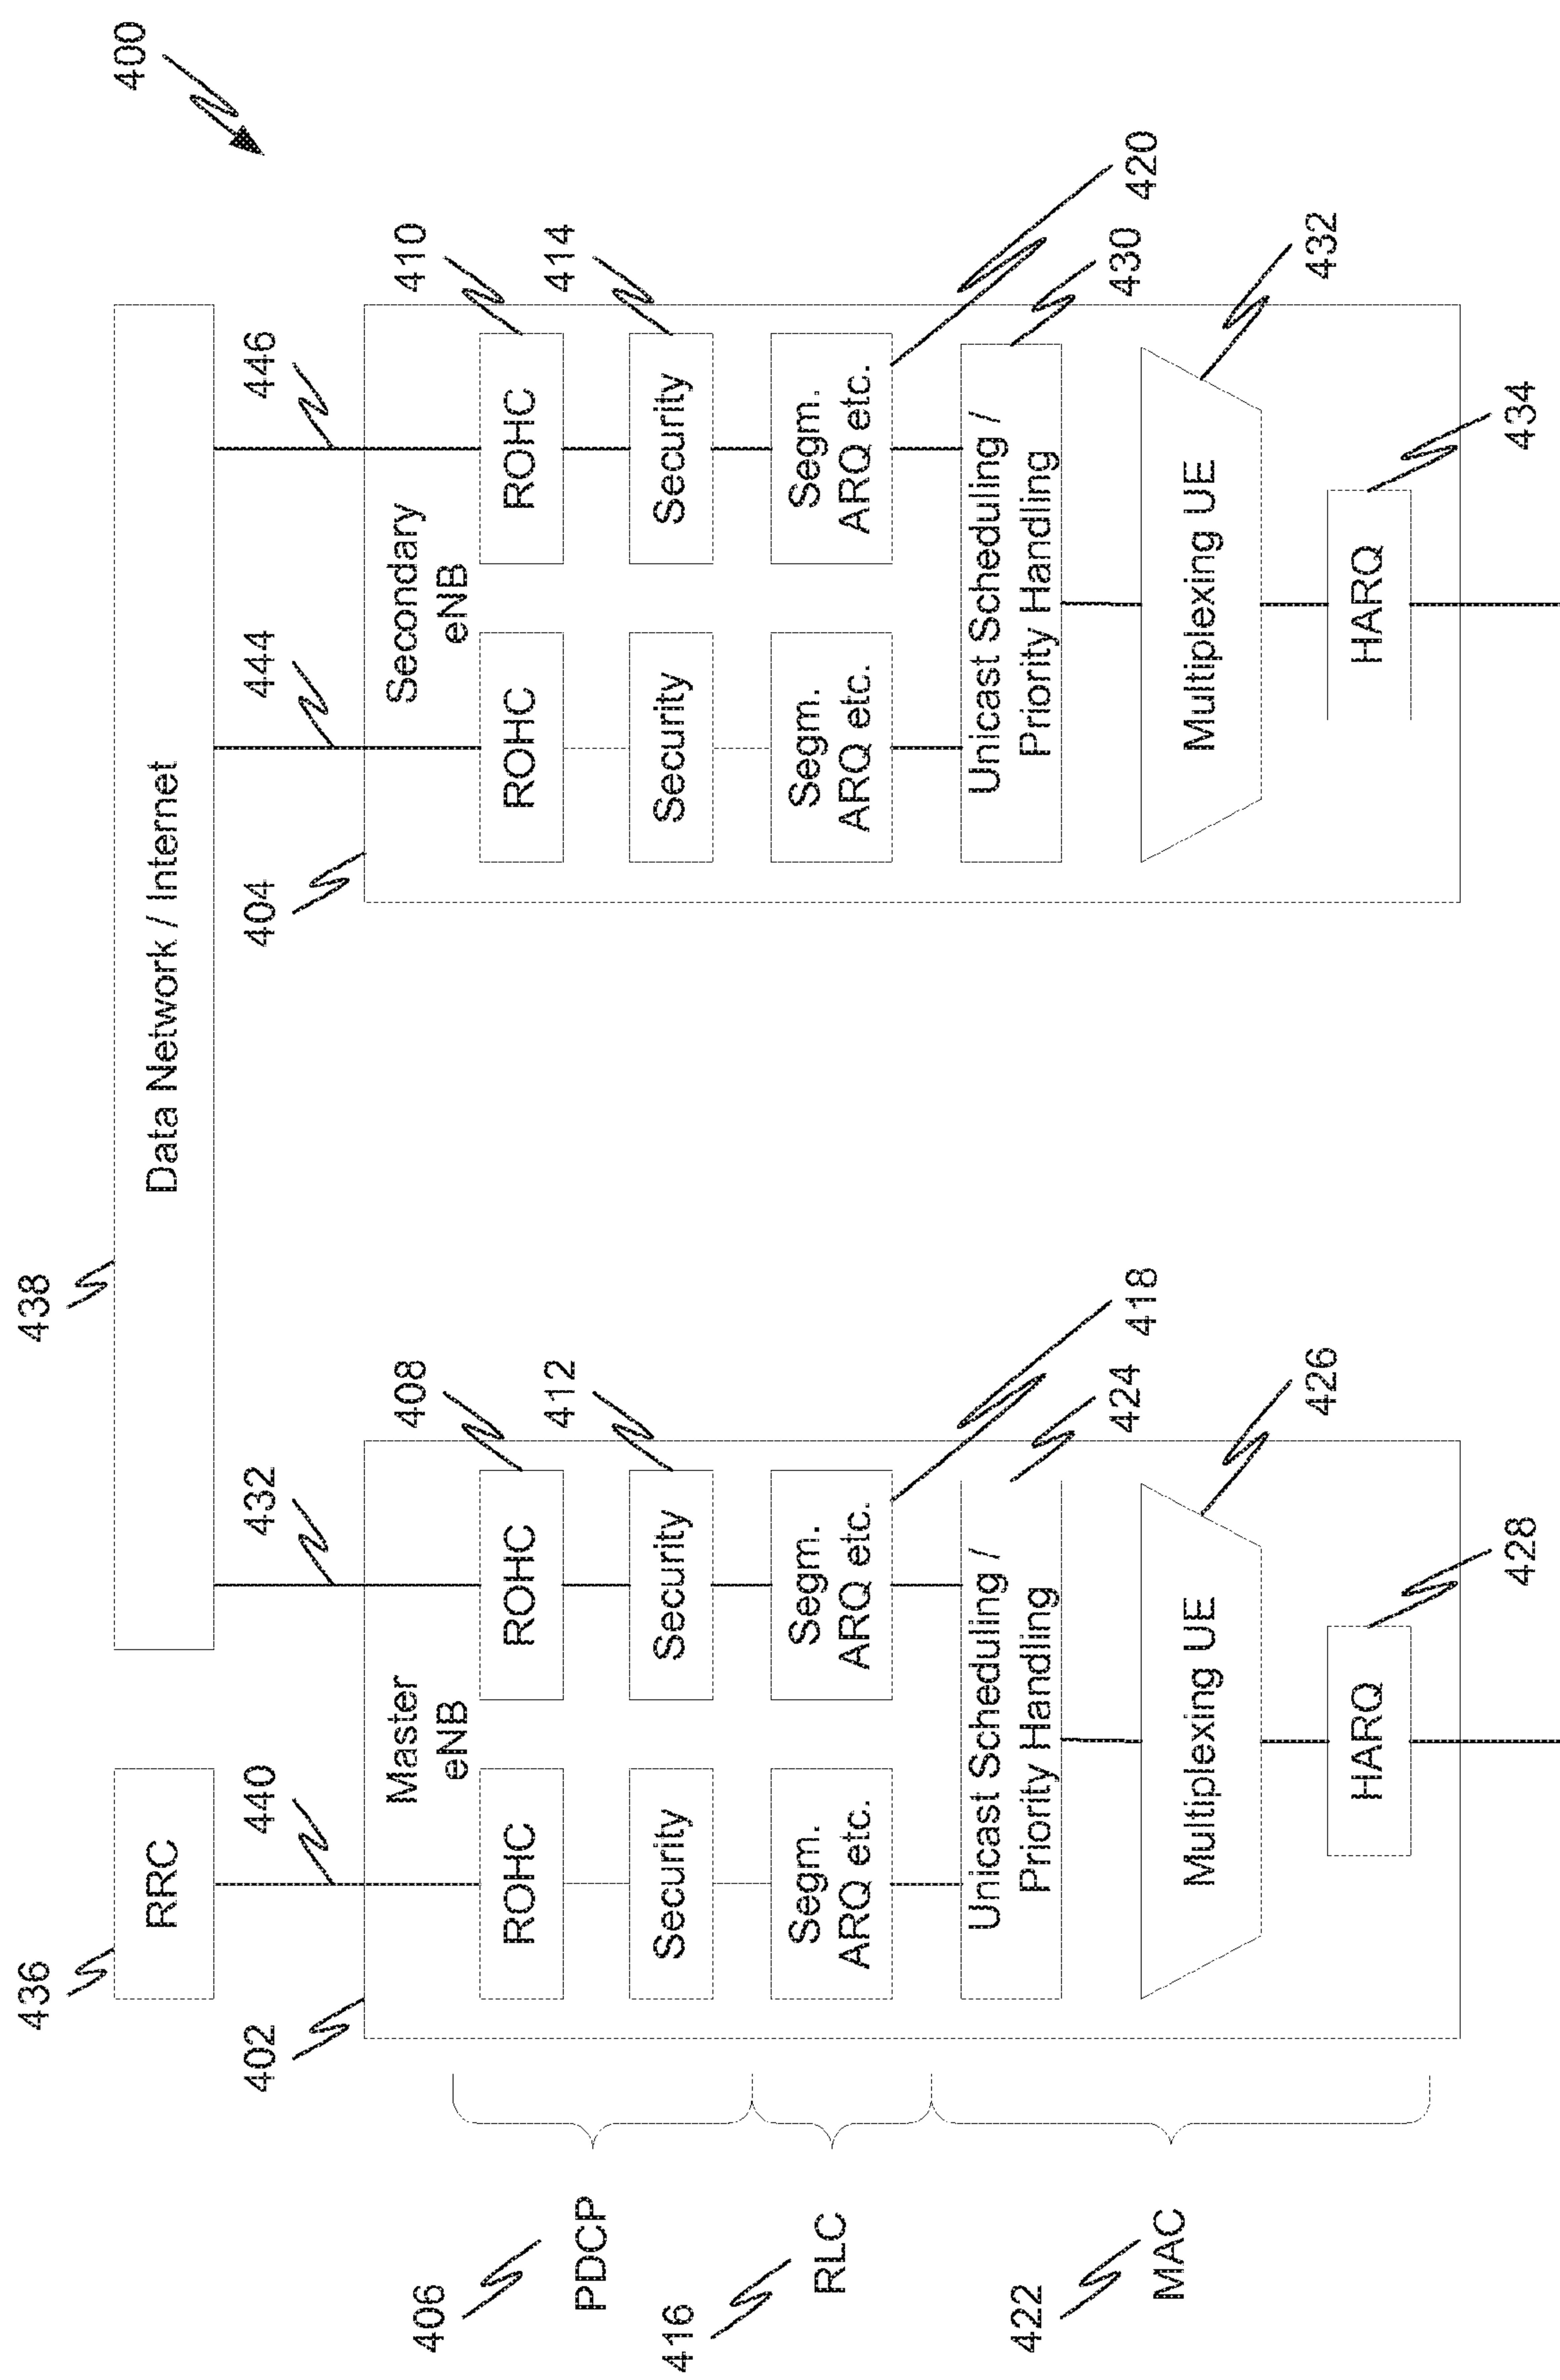 400
438
Data Network / Internet
436
RRC
402
440
432
404
444
446
Master
eNB
Secondary
eNB
406
PDCP
ROHC
ROHC
408
ROHC
ROHC
410
Security
Security
412
Security
Security
414
416
RLC
Segm.
ARQ etc.
Segm.
ARQ etc.
418
Segm.
ARQ etc.
Segm.
ARQ etc.
420
422
MAC
Unicast Scheduling /
Priority Handling
424
Unicast Scheduling /
Priority Handling
430
Multiplexing UE
426
Multiplexing UE
432
HARQ
428
HARQ
434